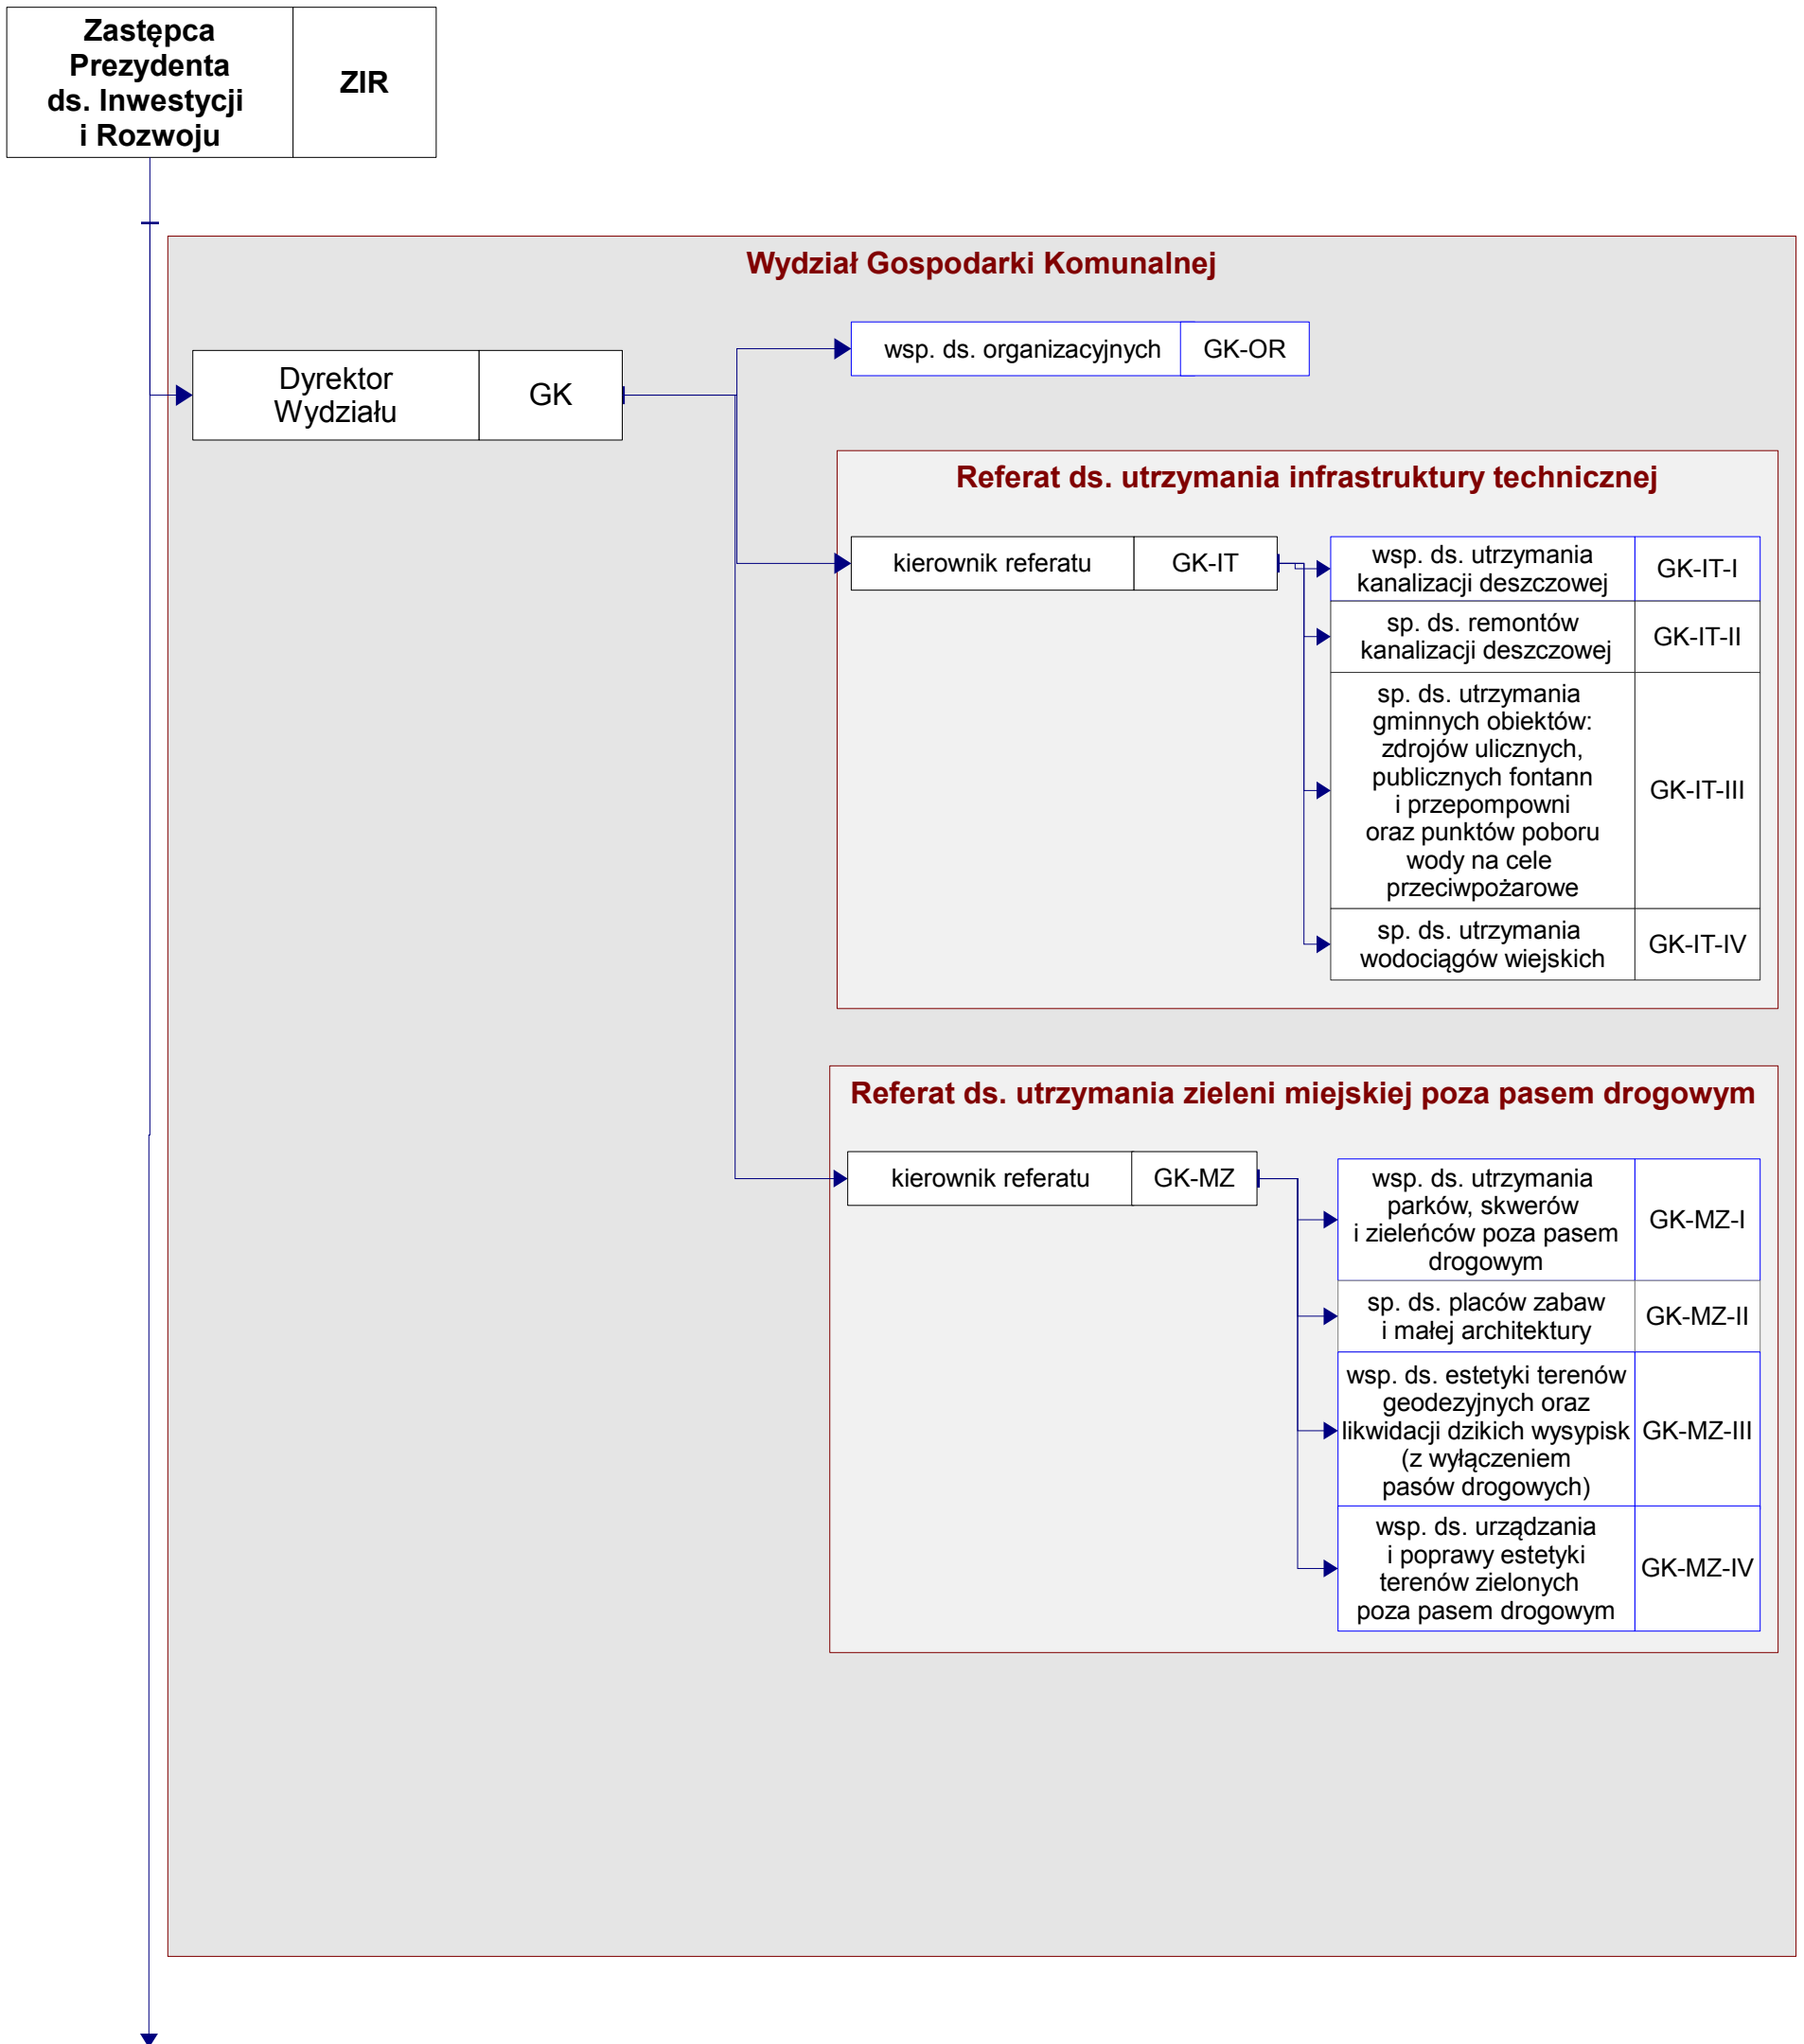 Zastępca
Prezydenta
ds. Inwestycji
i Rozwoju
ZIR
Wydział Gospodarki Komunalnej
wsp. ds. organizacyjnych
GK-OR
Dyrektor
Wydziału
GK
Referat ds. utrzymania infrastruktury technicznej
kierownik referatu
GK-IT
wsp. ds. utrzymania
kanalizacji deszczowej
GK-IT-I
sp. ds. remontów
kanalizacji deszczowej
GK-IT-II
sp. ds. utrzymania
gminnych obiektów:
zdrojów ulicznych,
publicznych fontann
i przepompowni
oraz punktów poboru
wody na cele
przeciwpożarowe
GK-IT-III
sp. ds. utrzymania
wodociągów wiejskich
GK-IT-IV
Referat ds. utrzymania zieleni miejskiej poza pasem drogowym
kierownik referatu
GK-MZ
wsp. ds. utrzymania
parków, skwerów
i zieleńców poza pasem
drogowym
GK-MZ-I
sp. ds. placów zabaw
i małej architektury
GK-MZ-II
wsp. ds. estetyki terenów
geodezyjnych oraz
likwidacji dzikich wysypisk
(z wyłączeniem
pasów drogowych)
GK-MZ-III
wsp. ds. urządzania
i poprawy estetyki
terenów zielonych
poza pasem drogowym
GK-MZ-IV